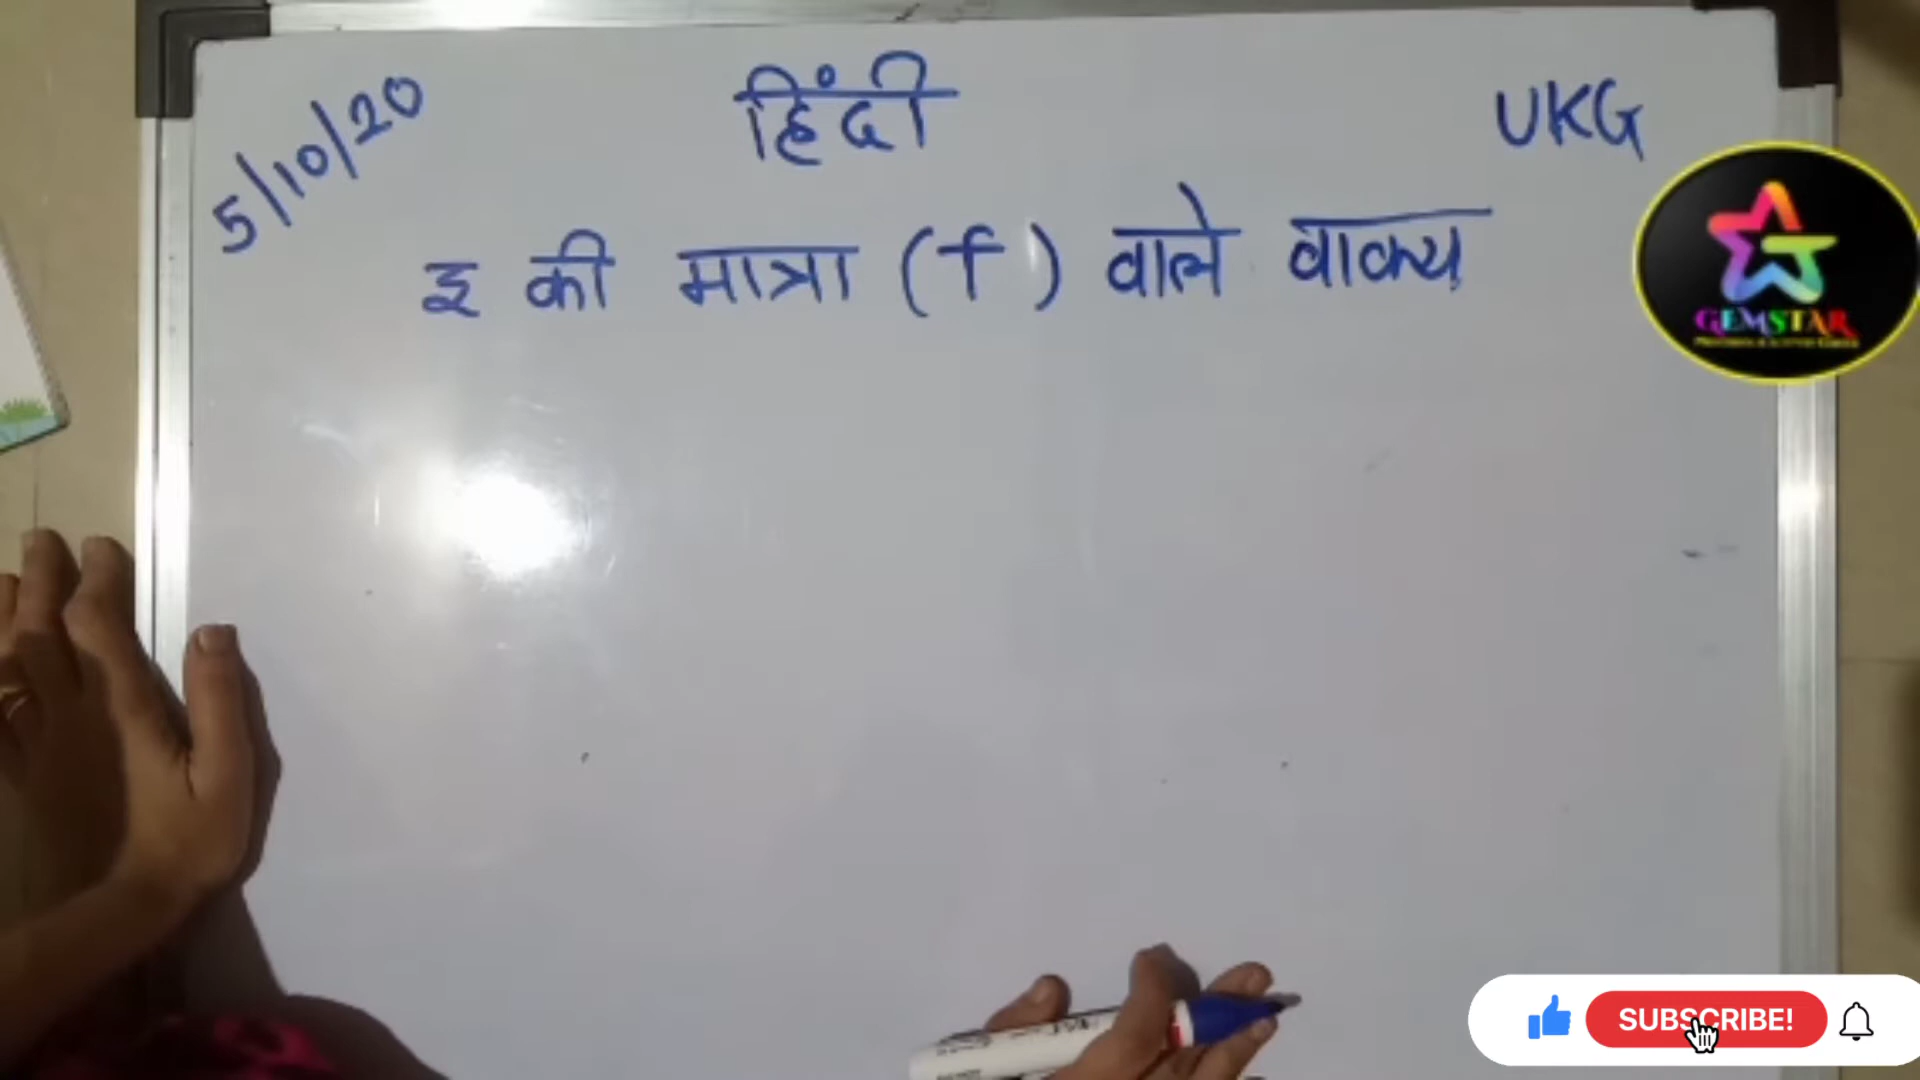 5/10/20
हिंदी
UKG
इ की मात्रा ( ि ) वाले वाक्य
GEMSTAR
SUBSCRIBE!